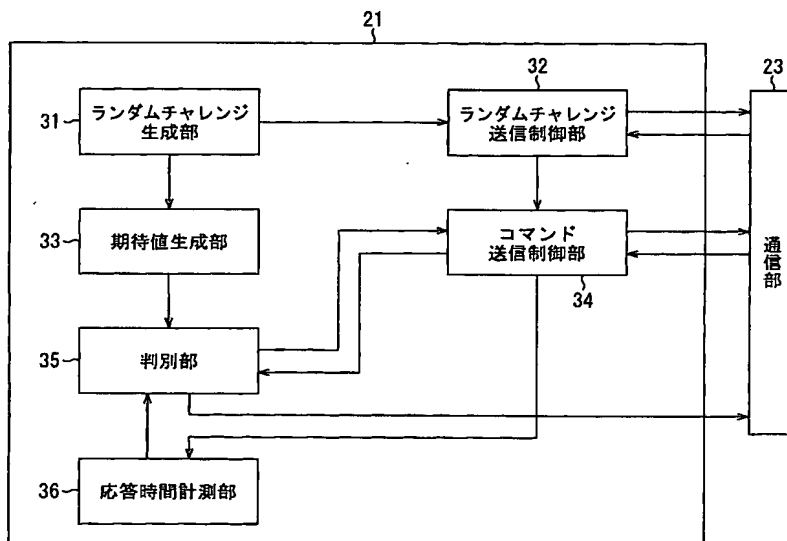 21
32
23
31
ランダムチャレンジ
生成部
ランダムチャレンジ
送信制御部
33
期待値生成部
コマンド
送信制御部
34
通信部
35
判別部
36
応答時間計測部